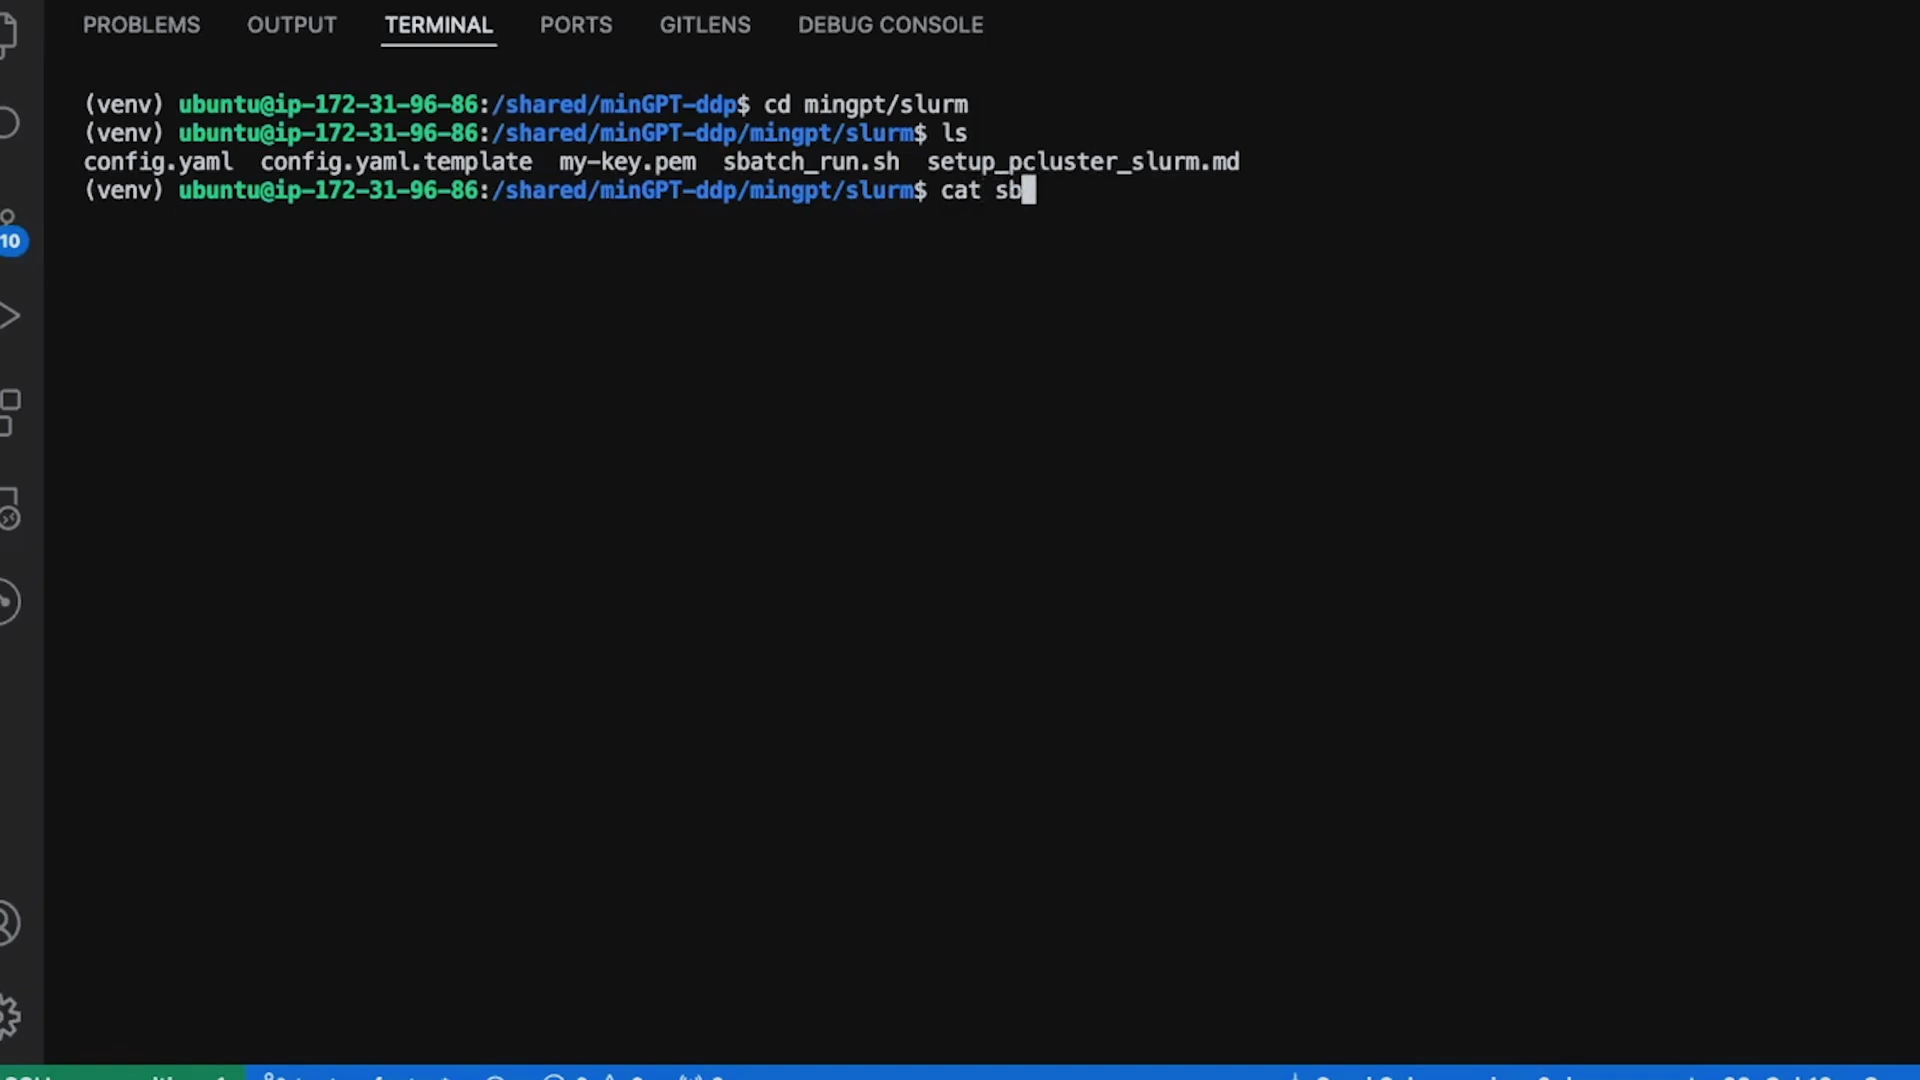 PROBLEMS OUTPUT TERMINAL PORTS GITLENS DEBUG CONSOLE
(venv) ubuntu@ip-172-31-96-86:/shared/minGPT-ddp$ cd mingpt/slurm
(venv) ubuntu@ip-172-31-96-86:/shared/minGPT-ddp/mingpt/slurm$ ls
config.yaml config.yaml.template my-key.pem sbatch_run.sh setup_pcluster_slurm.md
(venv) ubuntu@ip-172-31-96-86:/shared/minGPT-ddp/mingpt/slurm$ cat sb
10